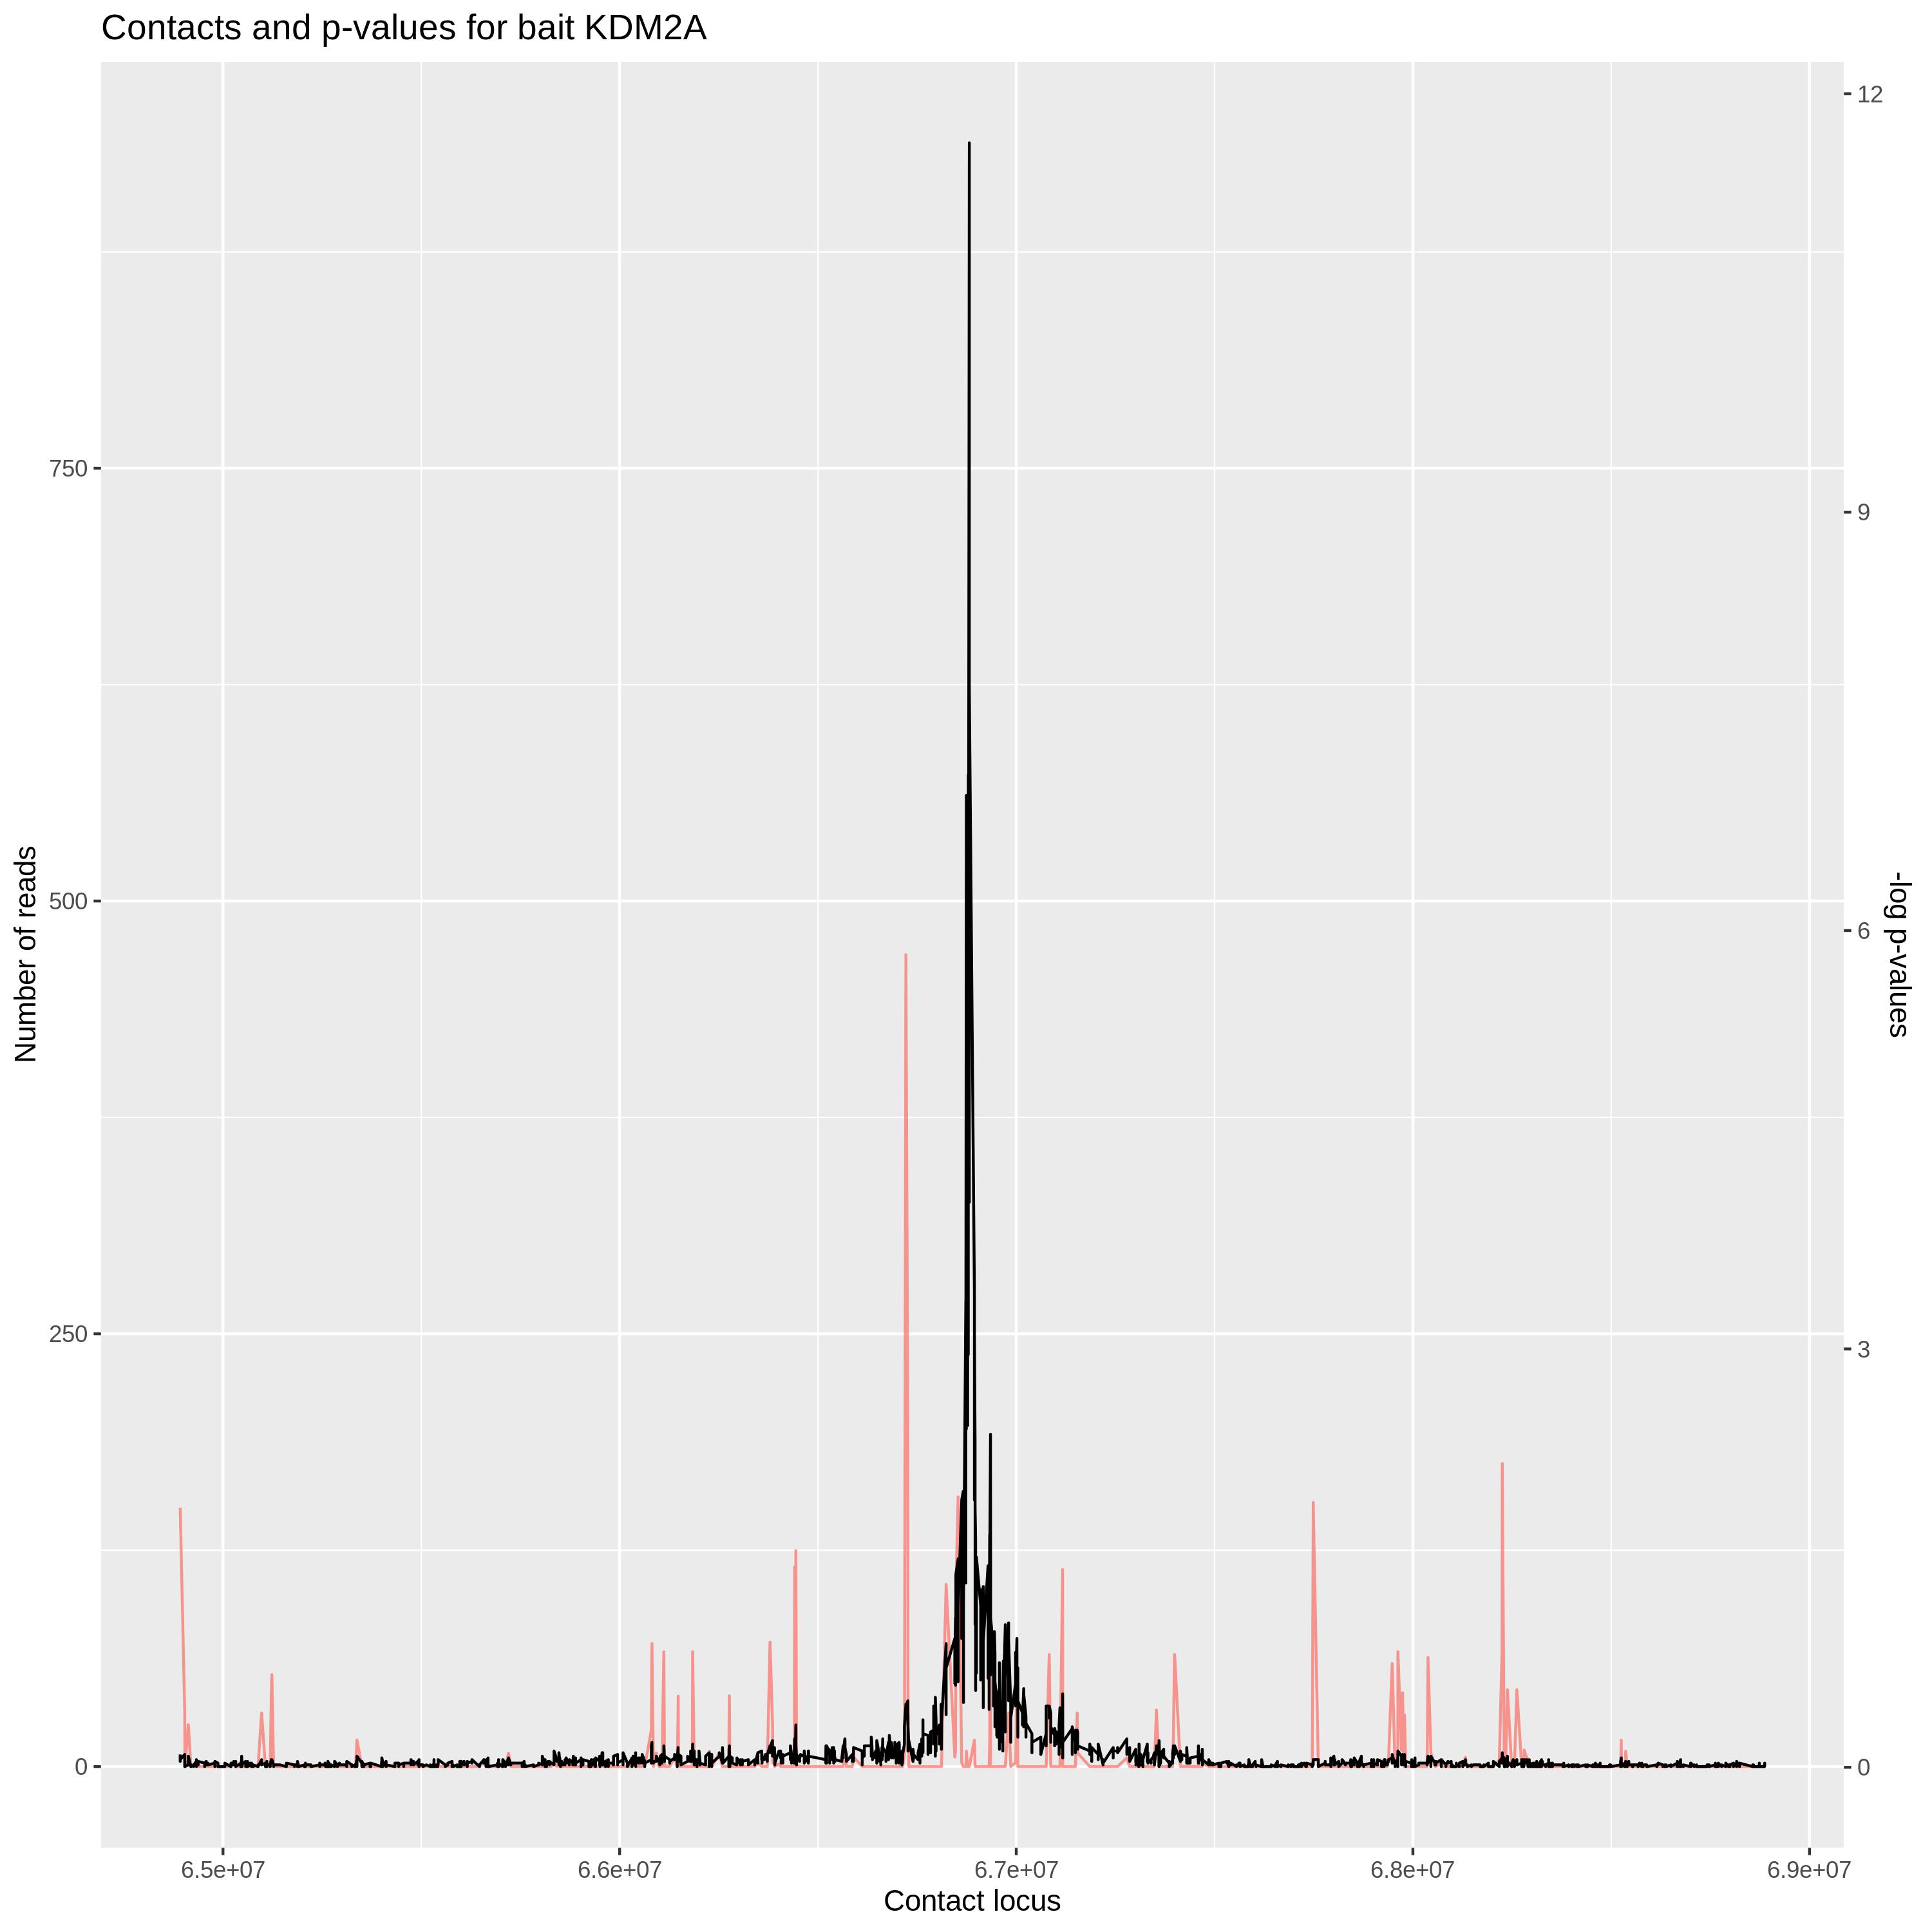 Contacts and p-values for bait KDM2A
12
750
9
Number of reads
500
6
-log p-values
250
3
0
0
6.5e+07
6.6e+07
6.7e+07
6.8e+07
6.9e+07
Contact locus